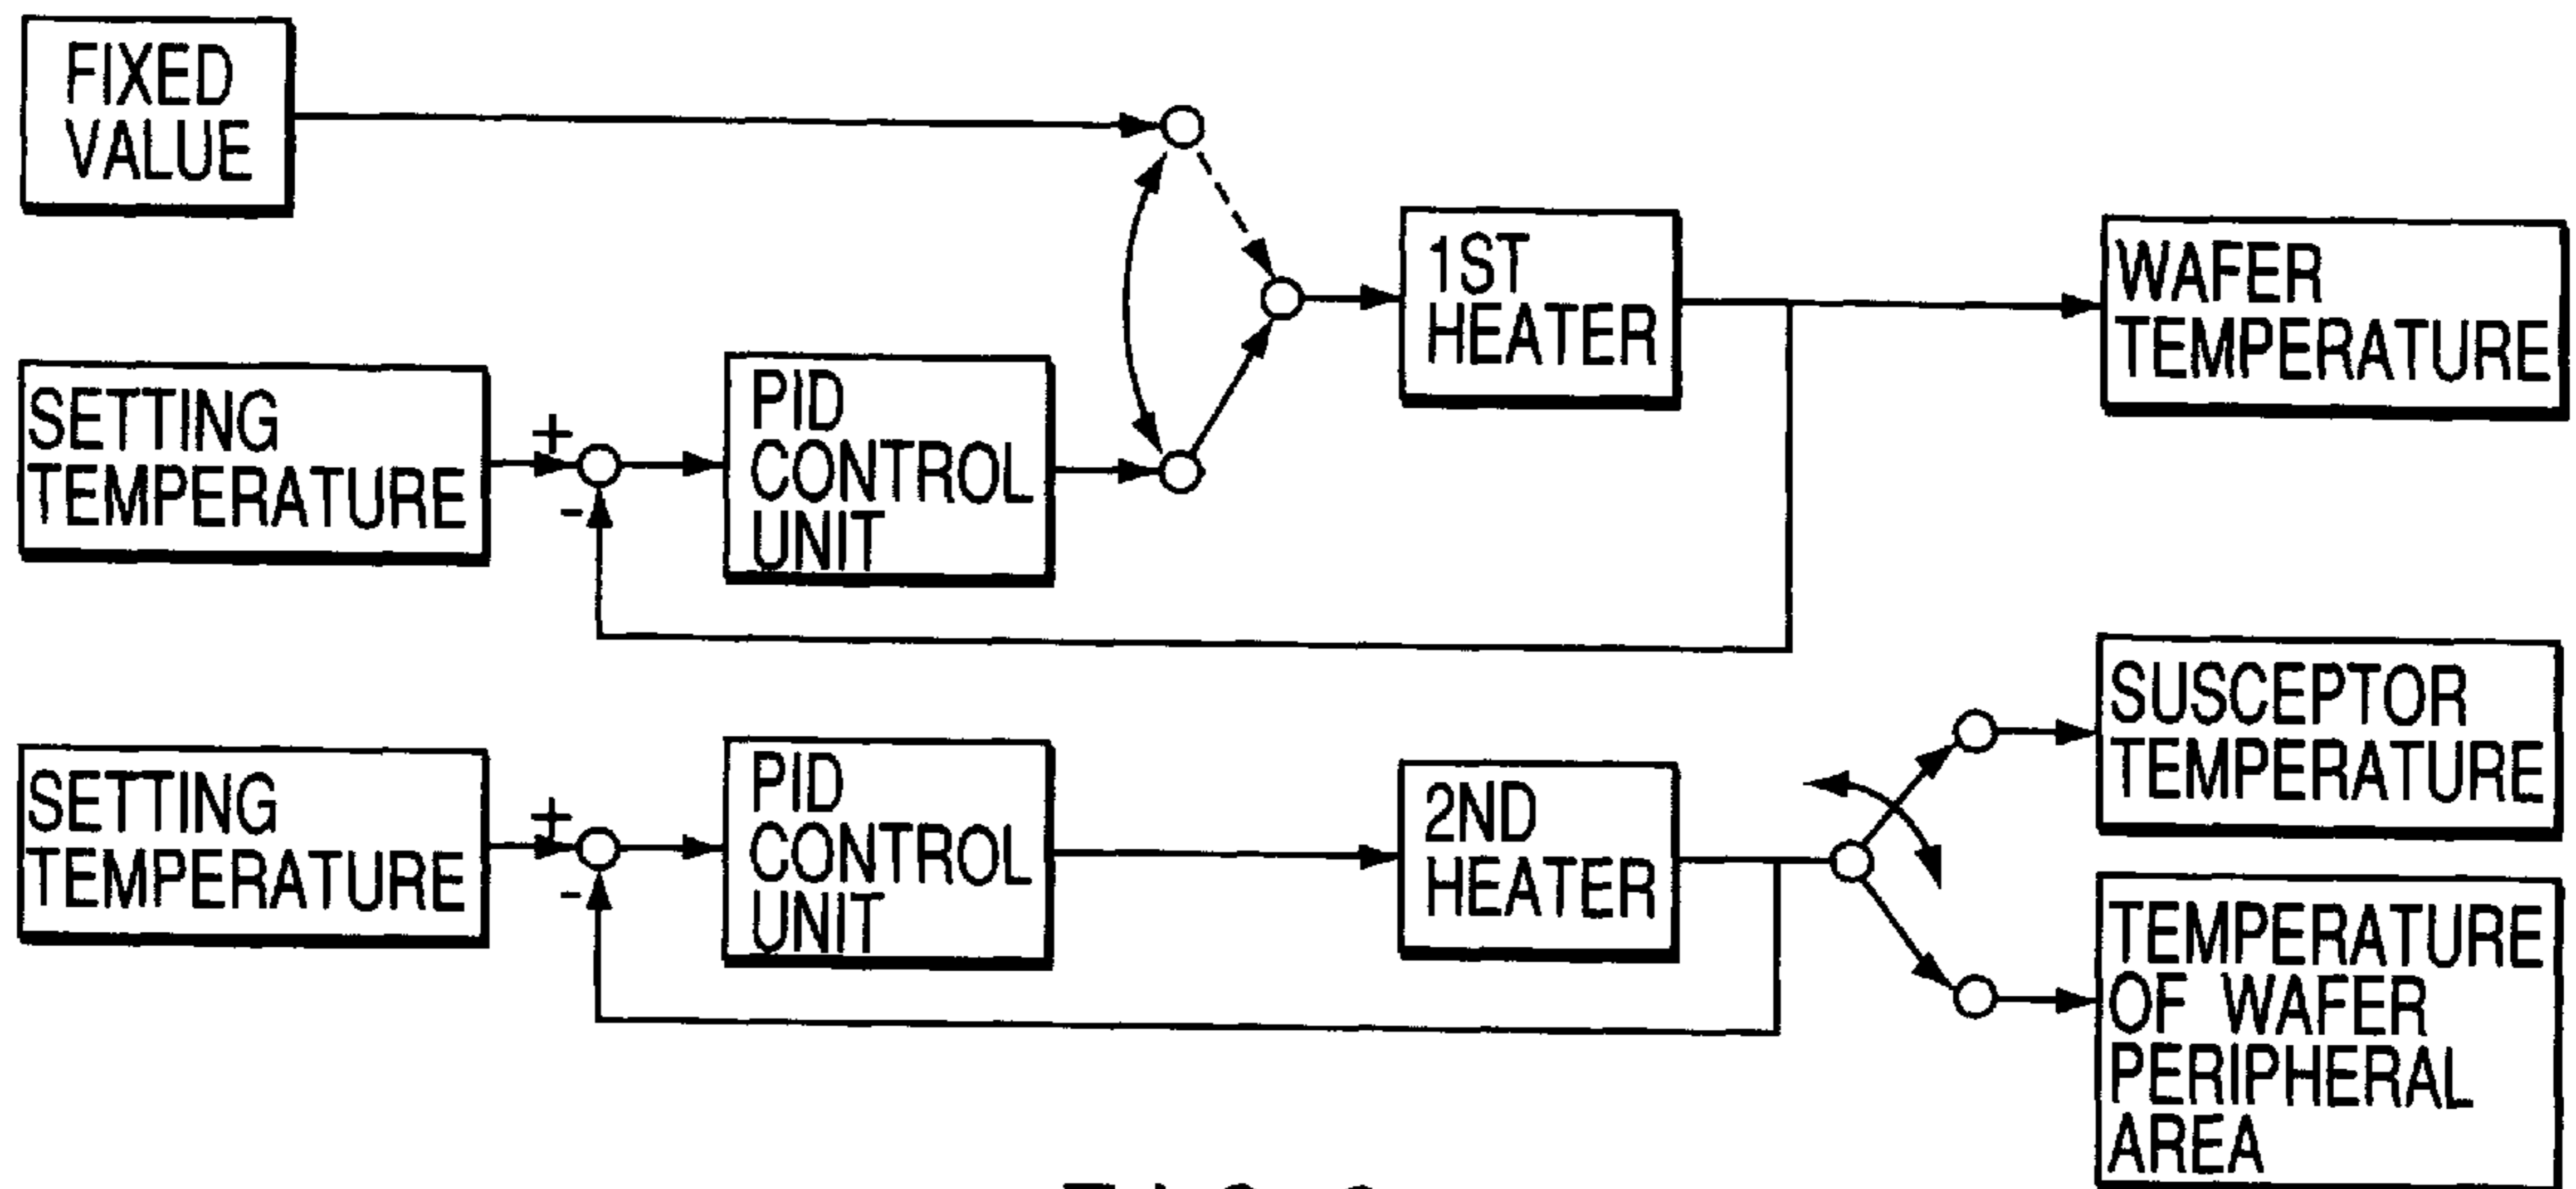 FIXED
VALUE
1ST
HEATER
WAFER
TEMPERATURE
SETTING
TEMPERATURE
+
-
PID
CONTROL
UNIT
SUSCEPTOR
TEMPERATURE
SETTING
TEMPERATURE
+
-
PID
CONTROL
UNIT
2ND
HEATER
TEMPERATURE
OF WAFER
PERIPHERAL
AREA